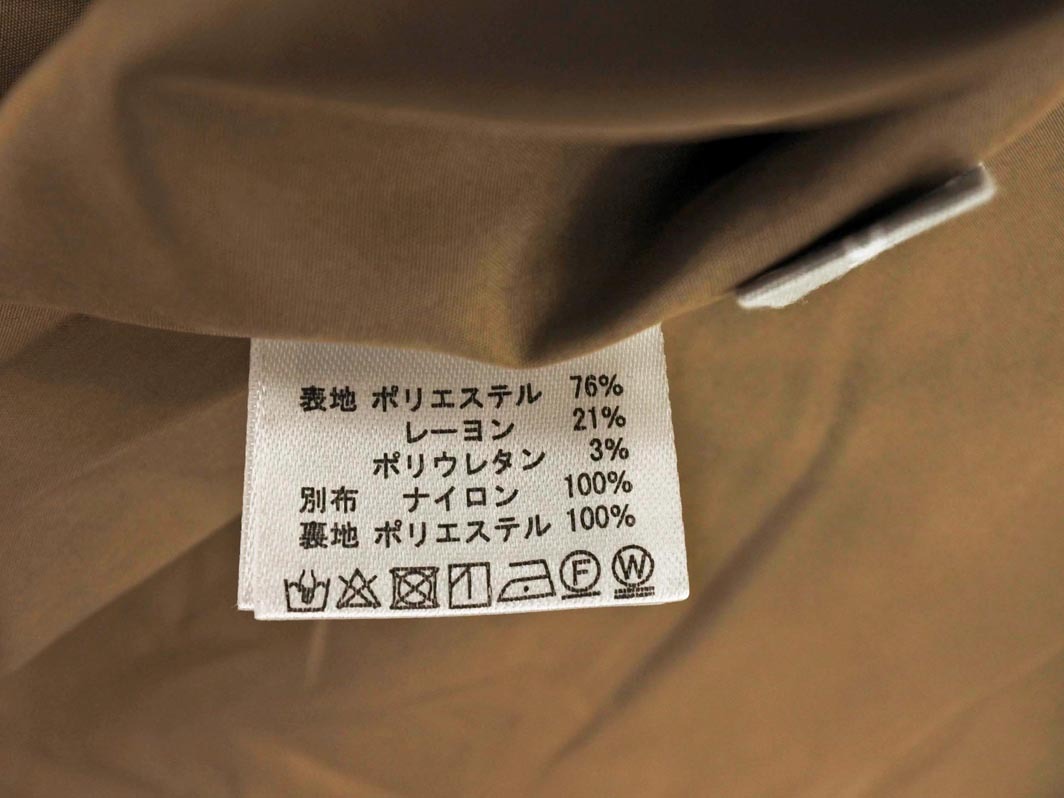 表地 ポリエステル 76%
レーヨン 21%
ポリウレタン 3%
別布 ナイロン 100%
裏地 ポリエステル 100%
F W